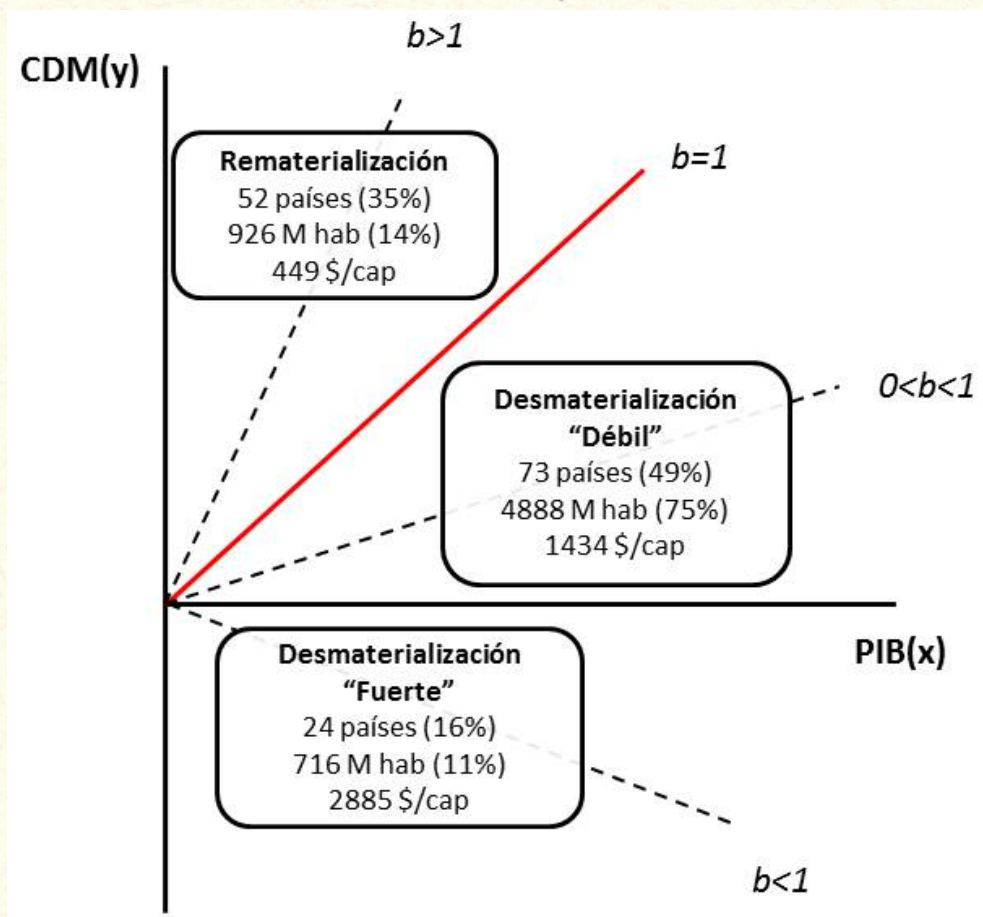 b>1
CDM(y)
b=1
Rematerialización
52 países (35%)
926 M hab (14%)
449 $/cap
0<b<1
Desmaterialización
“Débil”
73 países (49%)
4888 M hab (75%)
1434 $/cap
PIB(x)
Desmaterialización
“Fuerte”
24 países (16%)
716 M hab (11%)
2885 $/cap
b<1